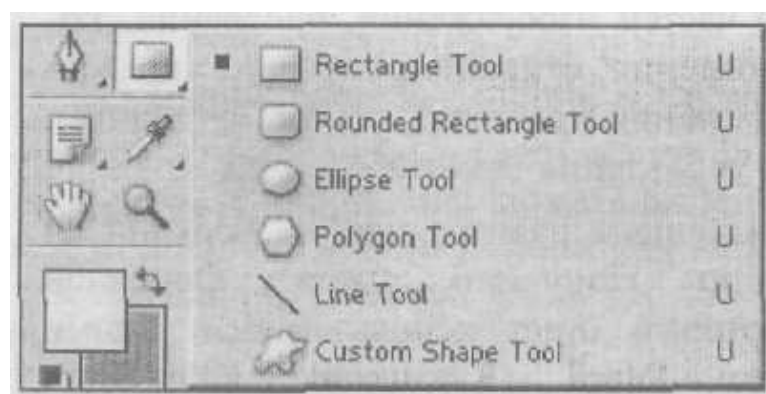 Rectangle Tool U
Rounded Rectangle Tool U
Ellipse Tool U
Polygon Tool U
Line Tool U
Custom Shape Tool U